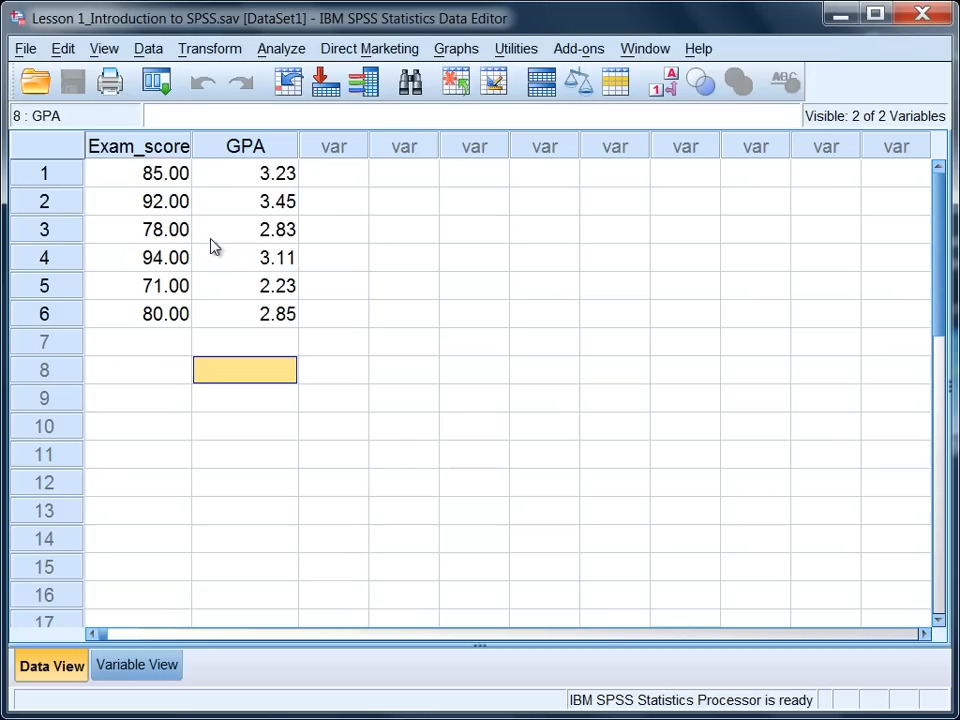 Lesson 1_Introduction to SPSS.sav [DataSet1] - IBM SPSS Statistics Data Editor
File Edit View Data Transform Analyze Direct Marketing Graphs Utilities Add-ons Window Help
1 A ABC
8 : GPA Visible: 2 of 2 Variables
Exam_score GPA var var var var var var var var var
1 85.00 3.23
2 92.00 3.45
3 78.00 2.83
4 94.00 3.11
5 71.00 2.23
6 80.00 2.85
7
8
9
10
11
12
13
14
15
16
17
Data View Variable View
IBM SPSS Statistics Processor is ready